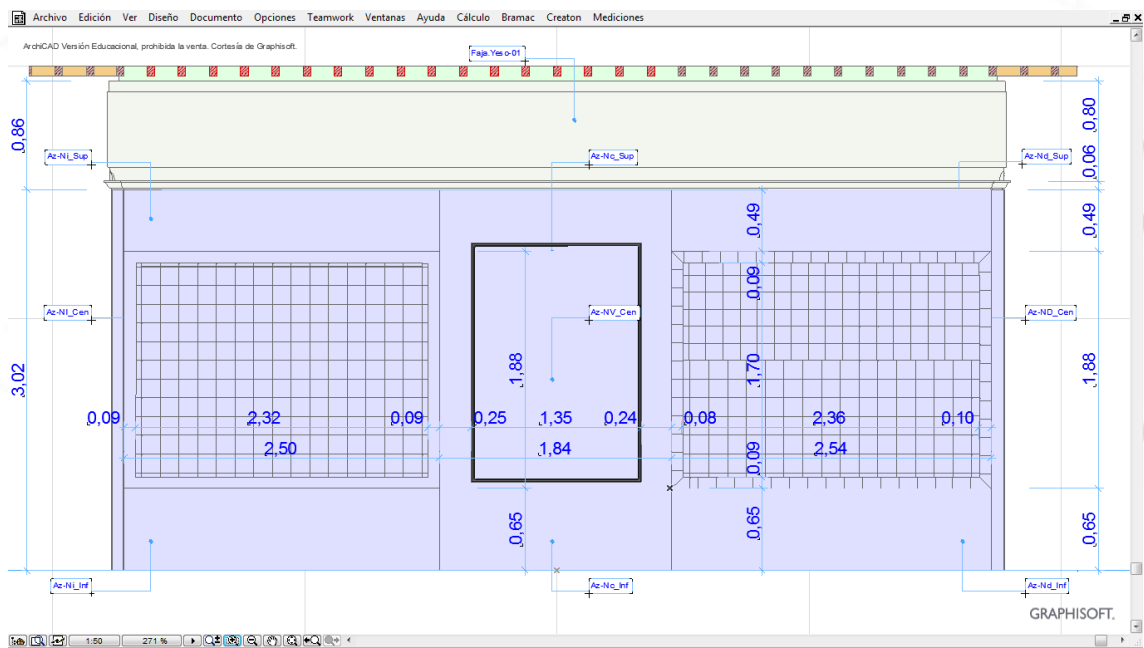 Archivo Edición Ver Diseño Documento Opciones Teamwork Ventanas Ayuda Cálculo Bramac Creaton Mediciones
ArchiCAD Versión Educacional, prohibida la venta. Cortesía de Graphisoft.
Faja.Yeso-01
0,86
0,80
Az-Ni_Sup
Az-Nc_Sup
Az-Nd_Sup
0,06
0,49
0,49
0,09
Az-NI_Cen
Az-NV_Cen
Az-ND_Cen
3,02
1,88
1,70
1,88
0,09
2,32
0,09
0,25
1,35
0,24
0,08
2,36
0,10
2,50
1,84
2,54
0,09
0,65
0,65
0,65
Az-Ni_Inf
Az-Nc_Inf
Az-Nd_Inf
GRAPHISOFT.
1:50
271 %